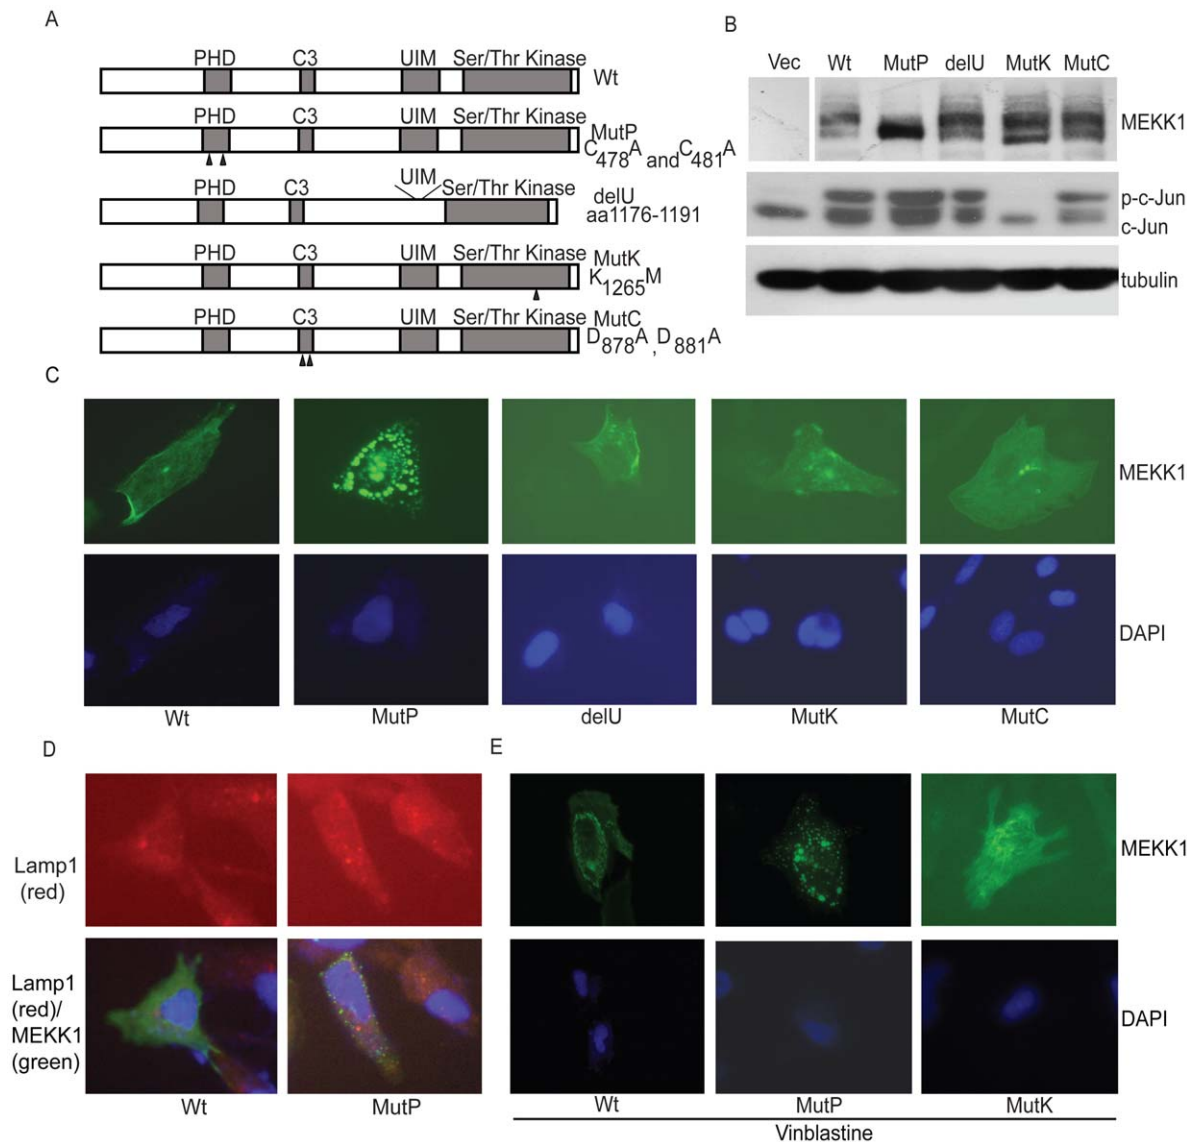 A
PHD C3 UIM Ser/Thr Kinase
Wt
PHD C3 UIM Ser/Thr Kinase
MutP
C478A and C481A
PHD C3 UIM Ser/Thr Kinase
delU
aa1176-1191
PHD C3 UIM Ser/Thr Kinase
MutK
K1265M
PHD C3 UIM Ser/Thr Kinase
MutC
D878A, D881A
B
Vec Wt MutP delU MutK MutC
MEKK1
p-c-Jun
c-Jun
tubulin
C
MEKK1
DAPI
Wt MutP delU MutK MutC
D
Lamp1
(red)
Lamp1
(red)/
MEKK1
(green)
Wt MutP
E
MEKK1
DAPI
Wt MutP MutK
Vinblastine